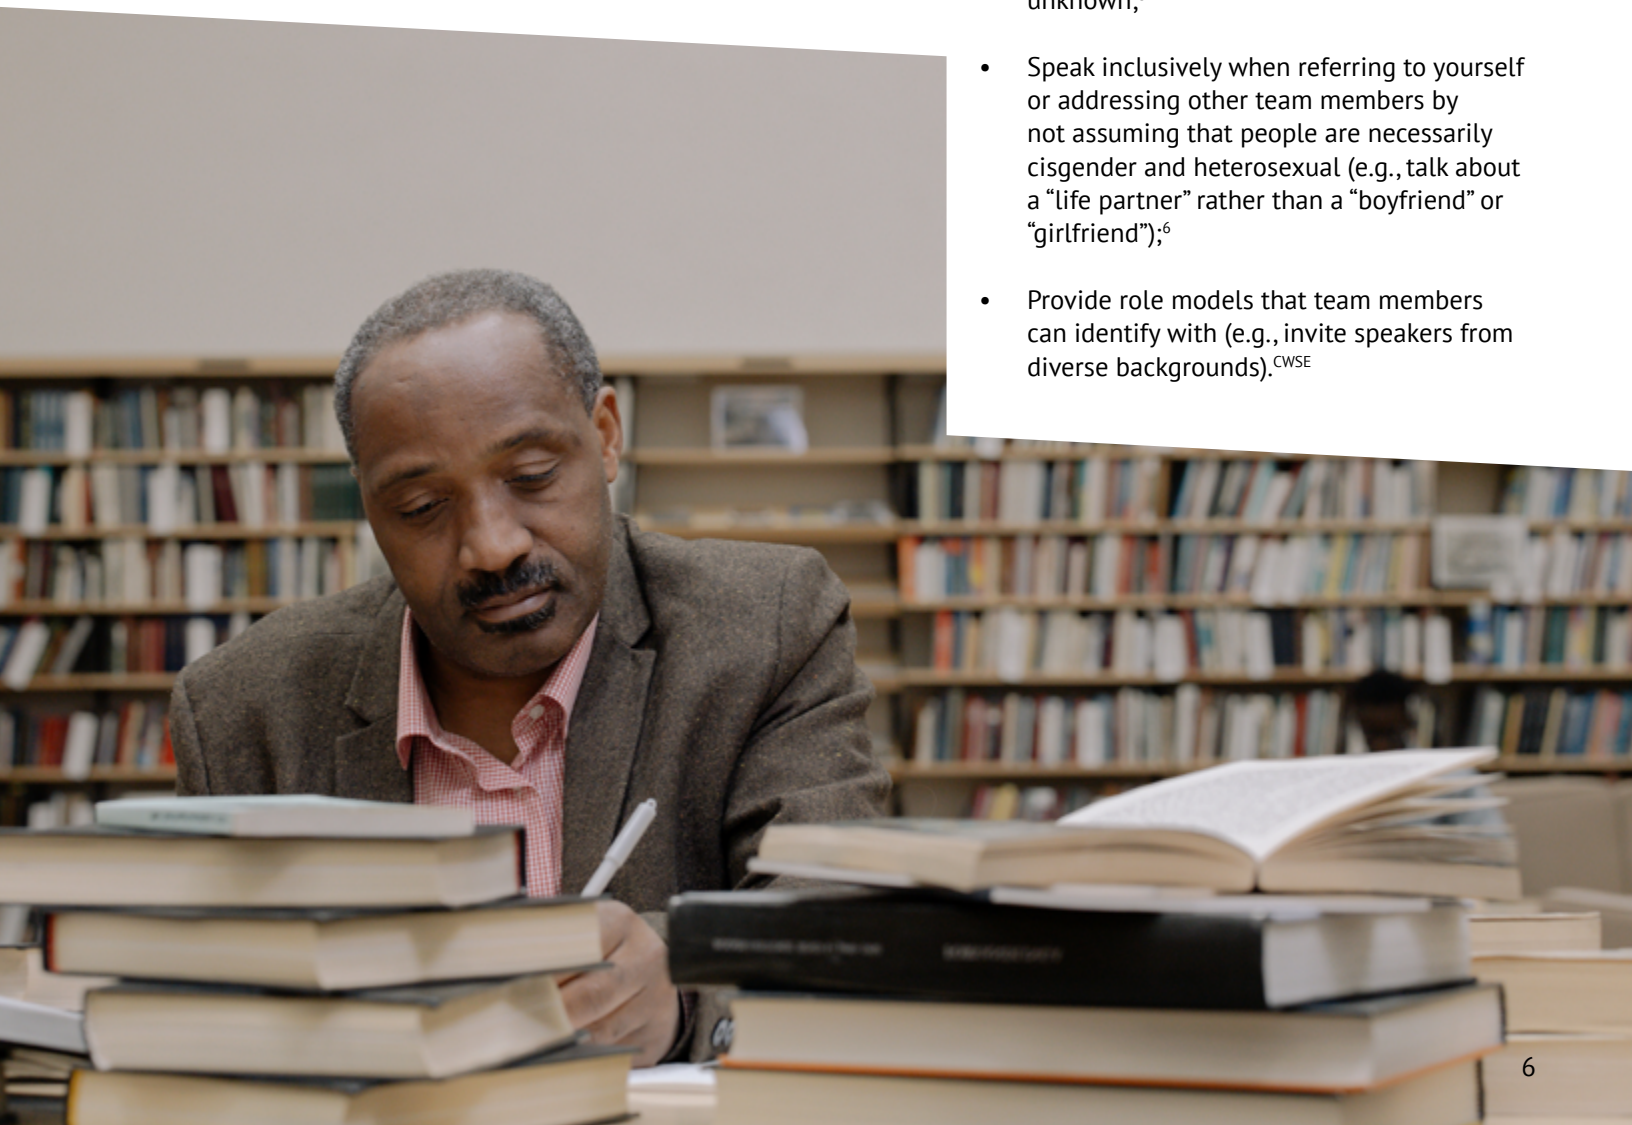 • Speak inclusively when referring to yourself
or addressing other team members by
not assuming that people are necessarily
cisgender and heterosexual (e.g., talk about
a “life partner” rather than a “boyfriend” or
“girlfriend”);6
• Provide role models that team members
can identify with (e.g., invite speakers from
diverse backgrounds).CWSE
6